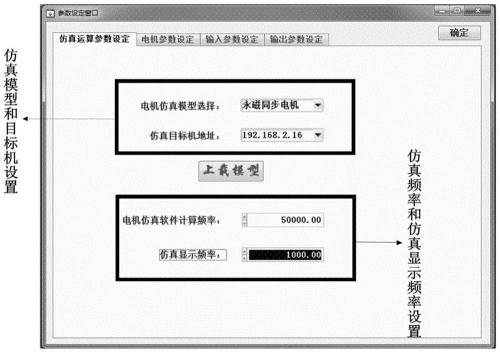 参数设定窗口
确定
仿真运算参数设定 电机参数设定 输入参数设定 输出参数设定
电机仿真模型选择: 永磁同步电机
仿真目标机地址: 192.168.2.16
上载模型
电机仿真软件计算频率: 50000.00
仿真显示频率: 1000.00
仿真模型和目标机设置
仿真频率和仿真显示频率设置